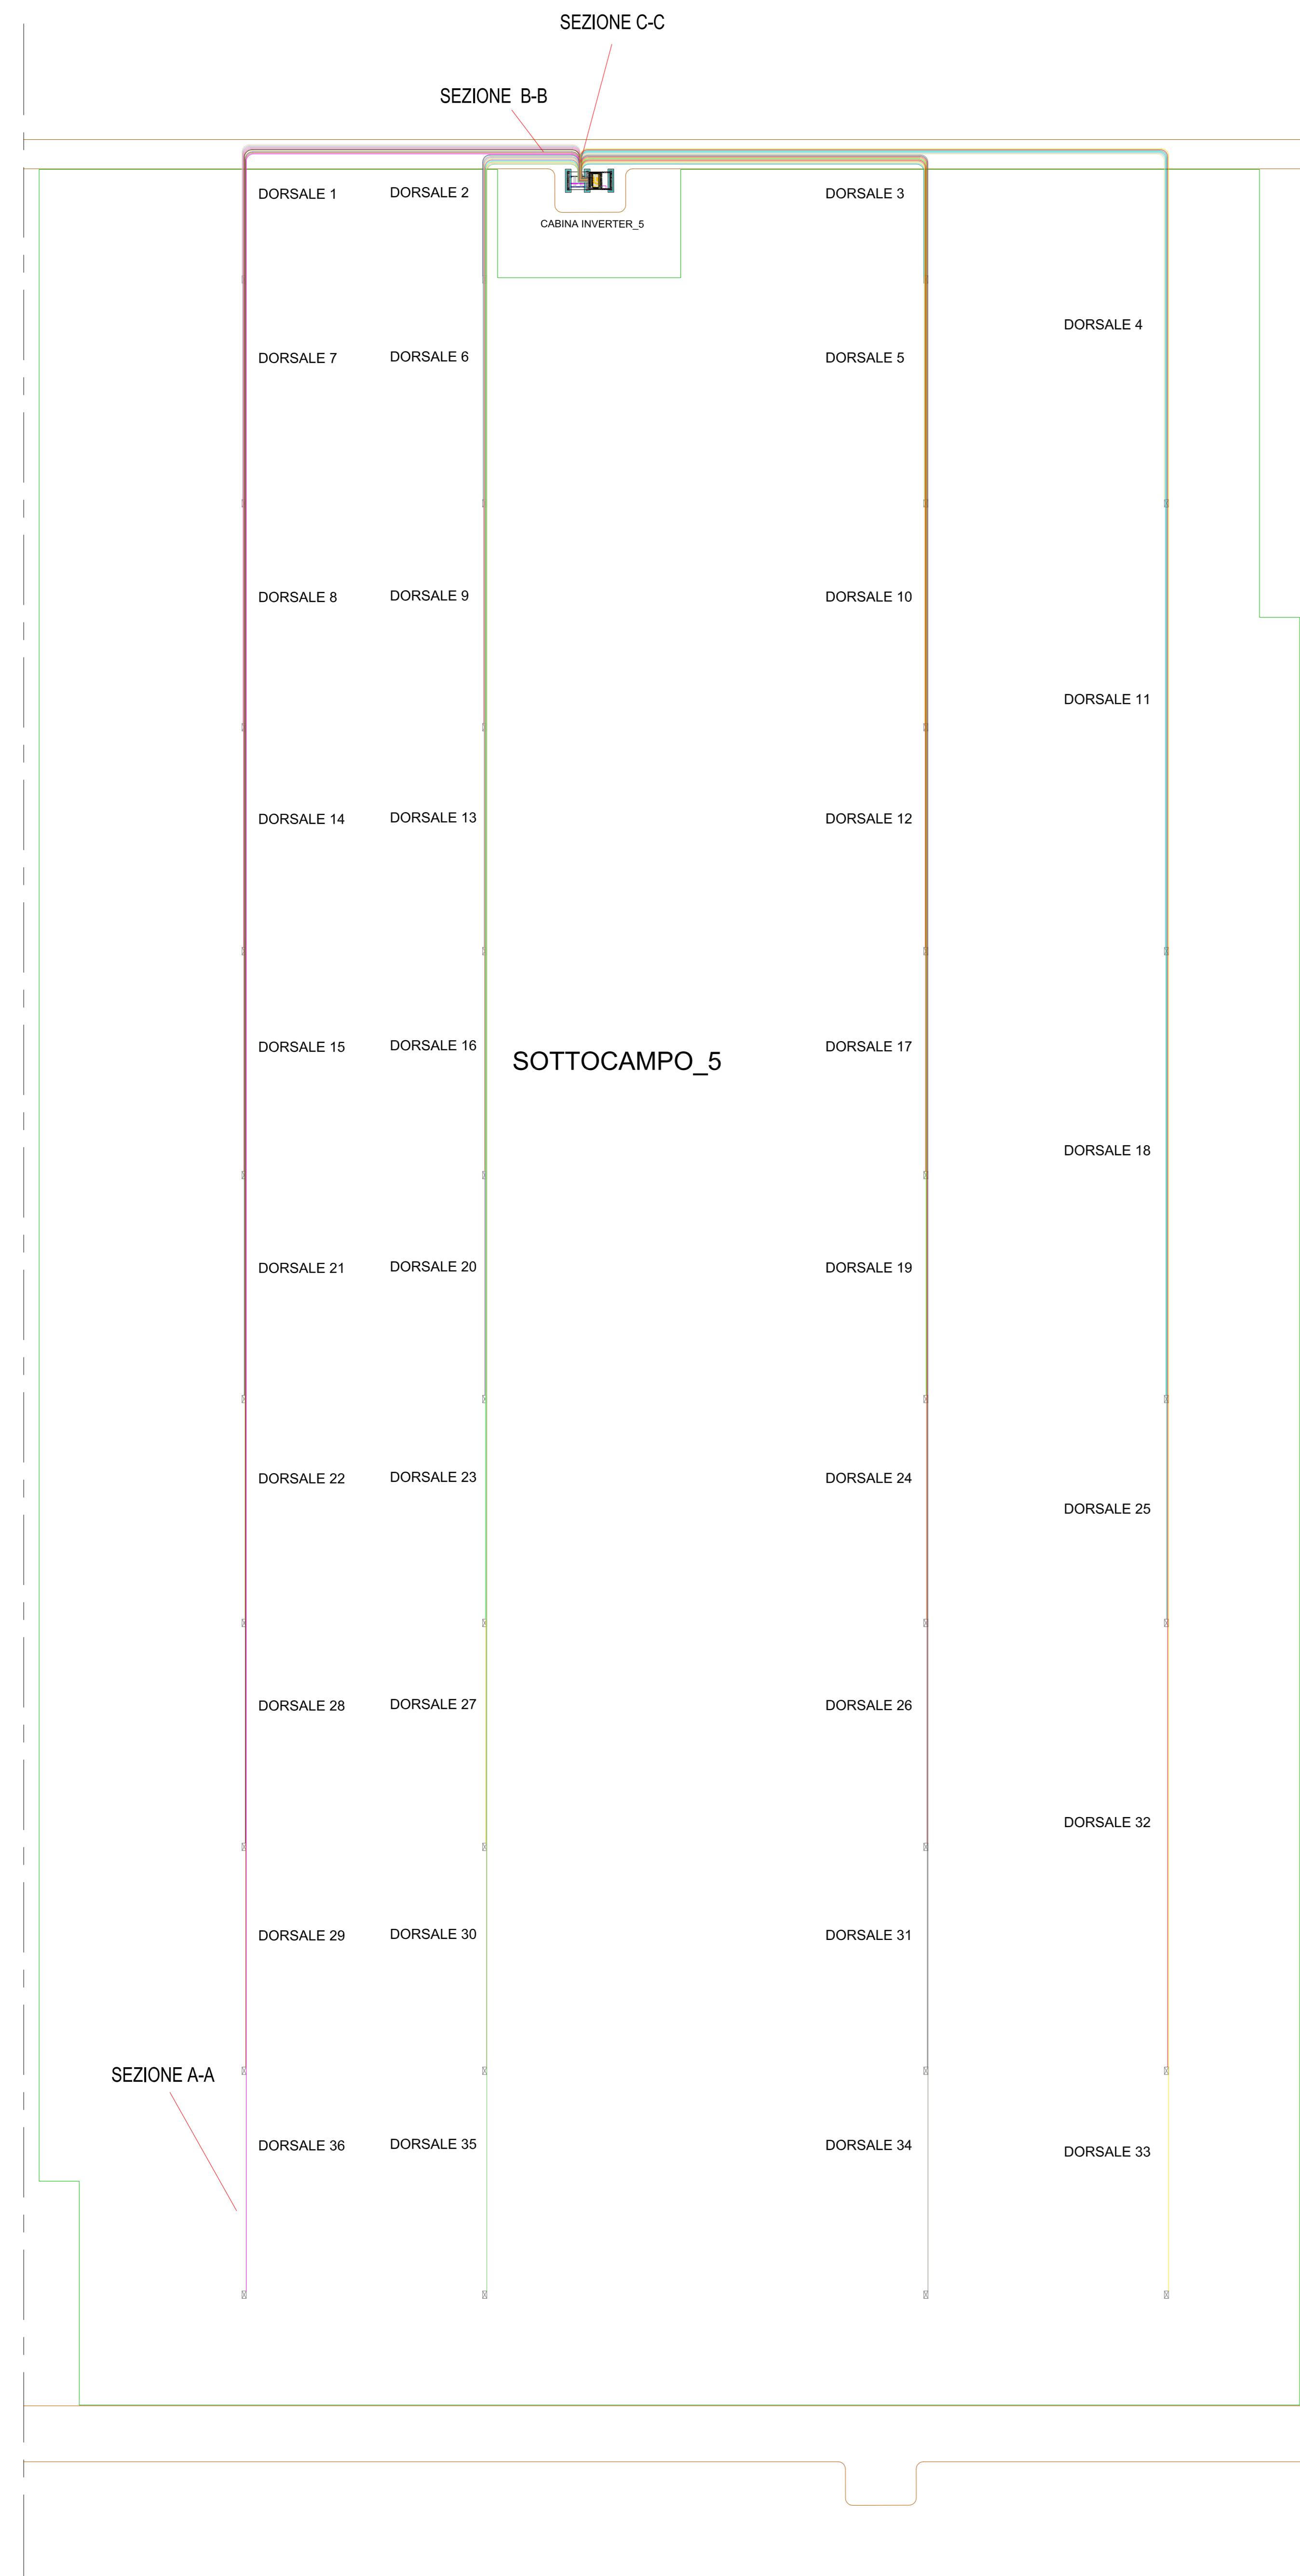 SEZIONE C-C
SEZIONE B-B
DORSALE 1
DORSALE 2
DORSALE 3
CABINA INVERTER_5
DORSALE 4
DORSALE 7
DORSALE 6
DORSALE 5
DORSALE 8
DORSALE 9
DORSALE 10
DORSALE 11
DORSALE 14
DORSALE 13
DORSALE 12
DORSALE 15
DORSALE 16
DORSALE 17
SOTTOCAMPO_5
DORSALE 18
DORSALE 21
DORSALE 20
DORSALE 19
DORSALE 22
DORSALE 23
DORSALE 24
DORSALE 25
DORSALE 28
DORSALE 27
DORSALE 26
DORSALE 32
DORSALE 29
DORSALE 30
DORSALE 31
SEZIONE A-A
DORSALE 36
DORSALE 35
DORSALE 34
DORSALE 33